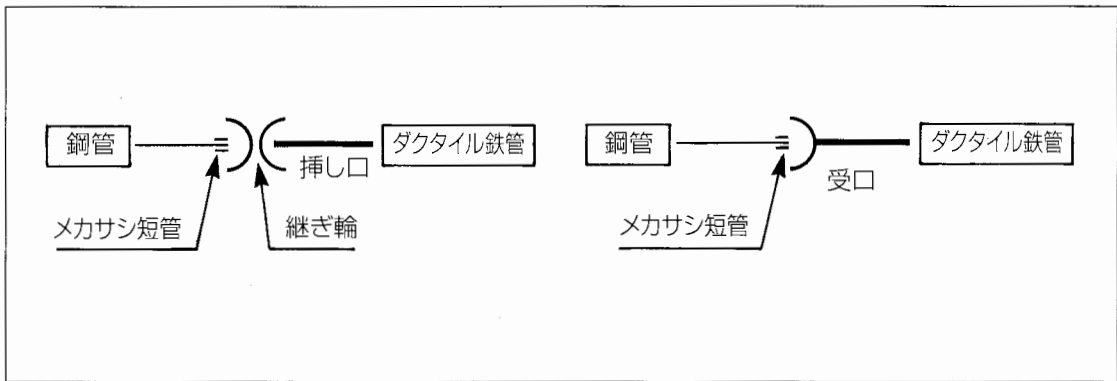 鋼管
挿し口
ダクタイル鉄管
メカサシ短管
継ぎ輪
鋼管
受口
ダクタイル鉄管
メカサシ短管